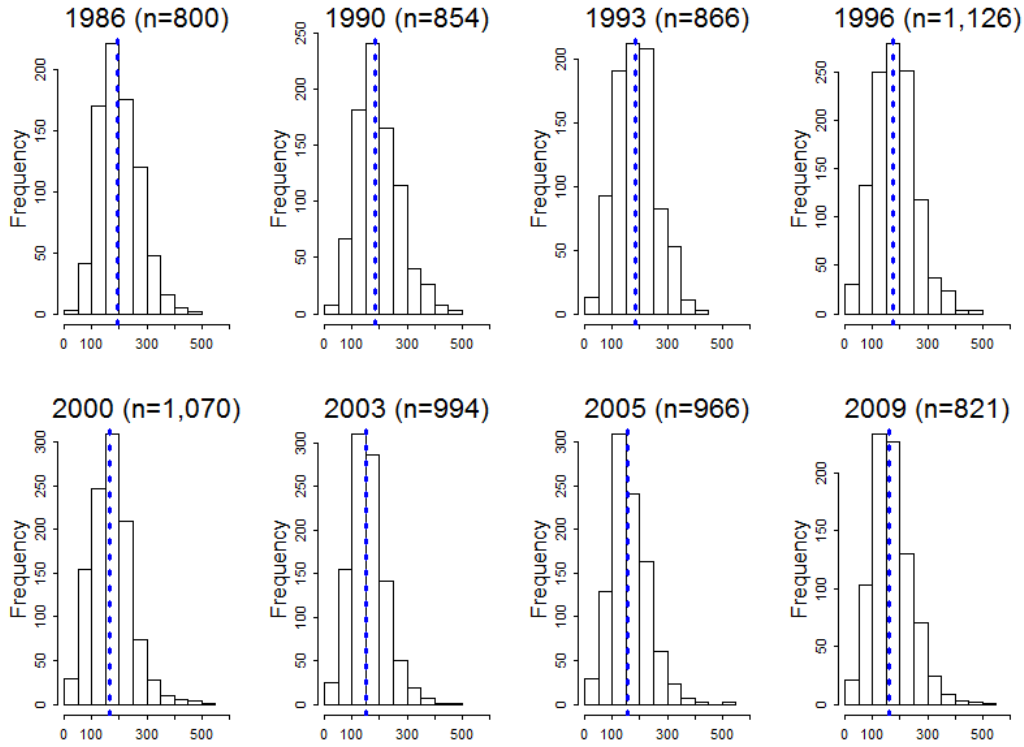 1986 (n=800)
Frequency
0 50 100 150 200
0 100 300 500
1990 (n=854)
0 50 100 150 200 250
0 100 300 500
1993 (n=866)
Frequency
0 50 100 150 200
0 100 300 500
1996 (n=1,126)
Frequency
0 50 100 150 200 250
0 100 300 500
2000 (n=1,070)
Frequency
0 50 100 150 200 250 300
0 100 300 500
2003 (n=994)
Frequency
0 50 100 150 200 250 300
0 100 300 500
2005 (n=966)
Frequency
0 50 100 150 200 250 300
0 100 300 500
2009 (n=821)
Frequency
0 50 100 150 200
0 100 300 500